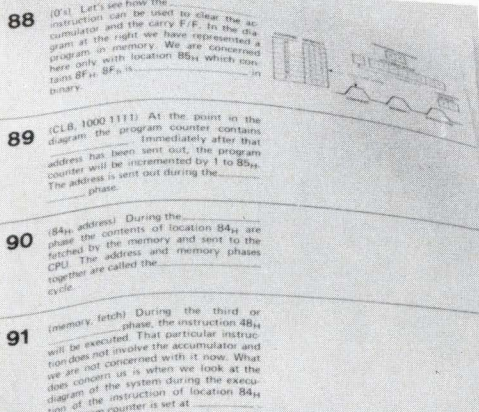 88
(0's) Let's see how the
instruction can be used to clear the ac-
cumulator and the carry F/F. In the dia-
gram at the right we have represented a
program in memory. We are concerned
here only with location 85H which con-
tains 8FH. 8FH is ____ in
binary.
89
(CLB, 1000 1111) At the point in the
diagram the program counter contains
____. Immediately after that
address has been sent out, the program
counter will be incremented by 1 to 85H.
The address is sent out during the ____
____ phase.
90
(84H, address) During the ____
phase the contents of location 84H are
fetched by the memory and sent to the
CPU. The address and memory phases
together are called the ____
cycle.
91
(memory, fetch) During the third or
____ phase, the instruction 48H
will be executed. That particular instruc-
tion does not involve the accumulator and
we are not concerned with it now. What
does concern us is when we look at the
diagram of the system during the execu-
tion of the instruction of location 84H
counter is set at ____